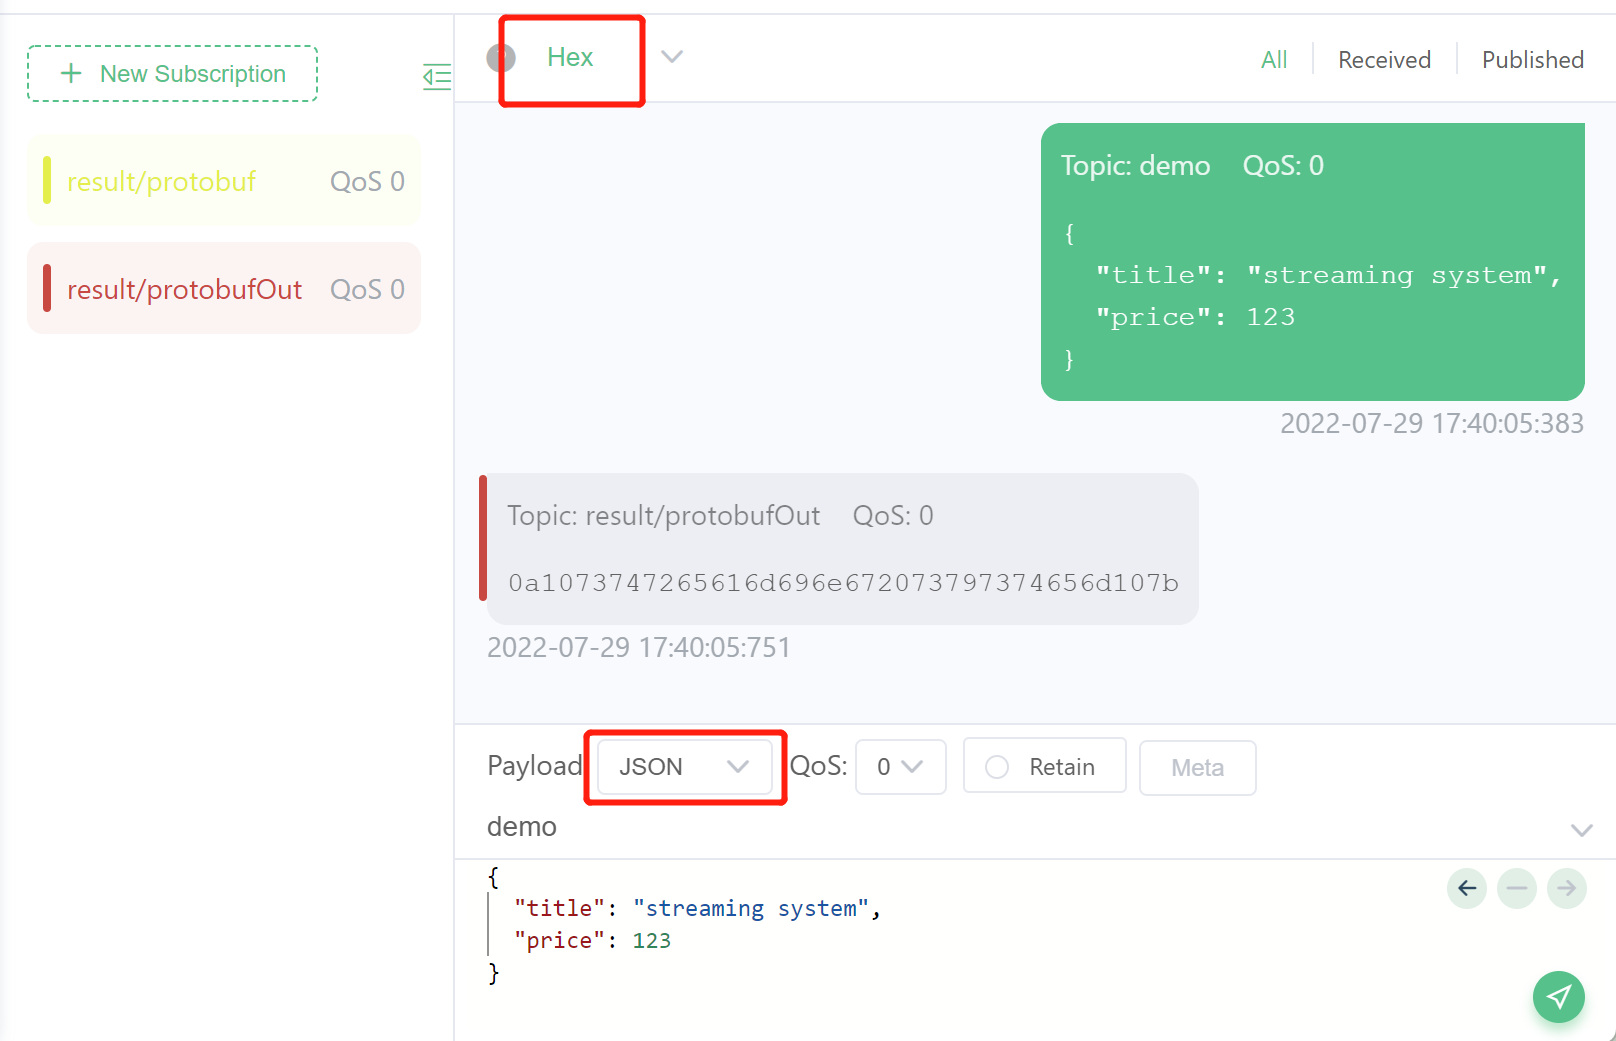 New Subscription
result/protobuf QoS 0
result/protobufOut QoS 0
Hex
All Received Published
Topic: demo QoS: 0
{
"title": "streaming system",
"price": 123
}
2022-07-29 17:40:05:383
Topic: result/protobufOut QoS: 0
0a1073747265616d696e672073797374656d107b
2022-07-29 17:40:05:751
Payload JSON QoS: 0 Retain Meta
demo
{
"title": "streaming system",
"price": 123
}